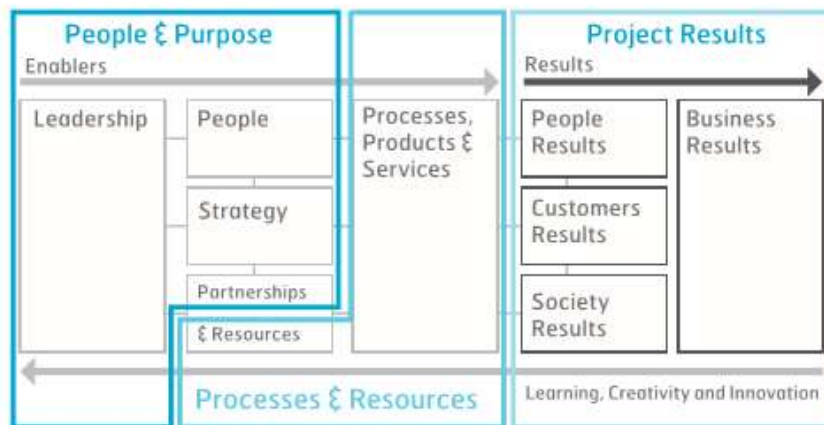 People & Purpose
Project Results
Enablers
Results
Leadership
People
Processes,
Products &
Services
People
Results
Business
Results
Strategy
Customers
Results
Partnerships
& Resources
Society
Results
Processes & Resources
Learning, Creativity and Innovation